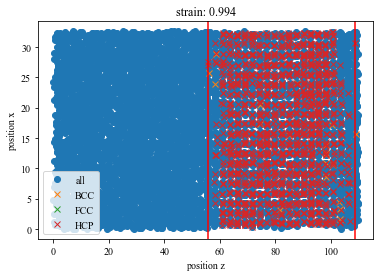 strain: 0.994
position x
30
25
20
15
10
5
0
all
BCC
FCC
HCP
0 20 40 60 80 100
position z